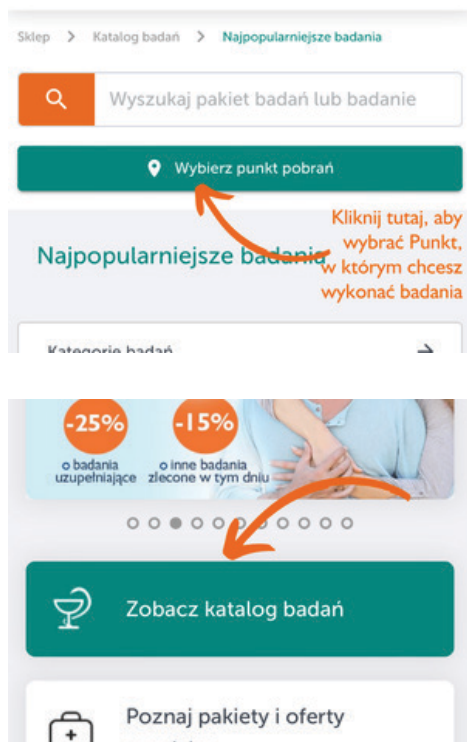 Sklep > Katalog badań > Najpopularniejsze badania
Wyszukaj pakiet badań lub badanie
Wybierz punkt pobrań
Kliknij tutaj, aby
wybrać Punkt,
w którym chcesz
wykonać badania
Najpopularniejsze badania
Kategorie badań
-25%
o badania
uzupełniające
-15%
o inne badania
zlecone w tym dniu
Zobacz katalog badań
Poznaj pakiety i oferty